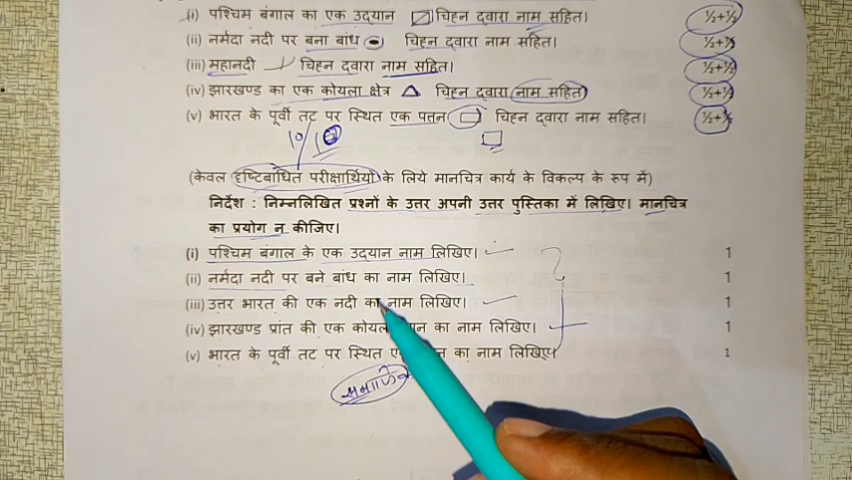 (i) पश्चिम बंगाल का एक उद्यान चिह्न द्वारा नाम सहित। ½+½
(ii) नर्मदा नदी पर बना बांध चिह्न द्वारा नाम सहित। ½+½
(iii) महानदी चिह्न द्वारा नाम सहित। ½+½
(iv) झारखण्ड का एक कोयला क्षेत्र चिह्न द्वारा नाम सहित। ½+½
(v) भारत के पूर्वी तट पर स्थित एक पत्तन चिह्न द्वारा नाम सहित। ½+½
(केवल दृष्टिबाधित परीक्षार्थियों के लिये मानचित्र कार्य के विकल्प के रूप में)
निर्देश : निम्नलिखित प्रश्नों के उत्तर अपनी उत्तर पुस्तिका में लिखिए। मानचित्र
का प्रयोग न कीजिए।
(i) पश्चिम बंगाल के एक उद्यान नाम लिखिए। 1
(ii) नर्मदा नदी पर बने बांध का नाम लिखिए। 1
(iii) उत्तर भारत की एक नदी का नाम लिखिए। 1
(iv) झारखण्ड प्रांत की एक का नाम लिखिए। 1
(v) भारत के पूर्वी तट पर स्थित का नाम लिखिए। 1